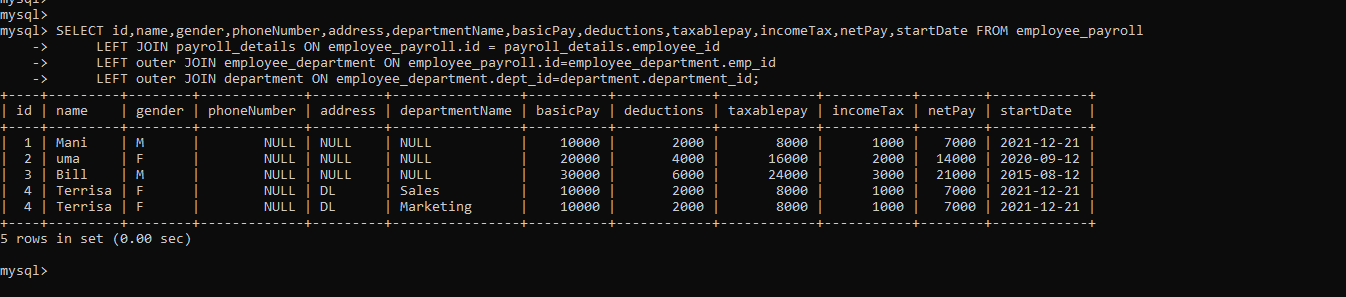 mysql>
mysql>
mysql> SELECT id,name,gender,phoneNumber,address,departmentName,basicPay,deductions,taxablepay,incomeTax,netPay,startDate FROM employee_payroll
    ->      LEFT JOIN payroll_details ON employee_payroll.id = payroll_details.employee_id
    ->      LEFT outer JOIN employee_department ON employee_payroll.id=employee_department.emp_id
    ->      LEFT outer JOIN department ON employee_department.dept_id=department.department_id;
+----+---------+--------+-------------+---------+----------------+----------+------------+------------+-----------+--------+------------+
| id | name    | gender | phoneNumber | address | departmentName | basicPay | deductions | taxablepay | incomeTax | netPay | startDate  |
+----+---------+--------+-------------+---------+----------------+----------+------------+------------+-----------+--------+------------+
|  1 | Mani    | M      |        NULL | NULL    | NULL           |    10000 |       2000 |       8000 |      1000 |   7000 | 2021-12-21 |
|  2 | uma     | F      |        NULL | NULL    | NULL           |    20000 |       4000 |      16000 |      2000 |  14000 | 2020-09-12 |
|  3 | Bill    | M      |        NULL | NULL    | NULL           |    30000 |       6000 |      24000 |      3000 |  21000 | 2015-08-12 |
|  4 | Terrisa | F      |        NULL | DL      | Sales          |    10000 |       2000 |       8000 |      1000 |   7000 | 2021-12-21 |
|  4 | Terrisa | F      |        NULL | DL      | Marketing      |    10000 |       2000 |       8000 |      1000 |   7000 | 2021-12-21 |
+----+---------+--------+-------------+---------+----------------+----------+------------+------------+-----------+--------+------------+
5 rows in set (0.00 sec)
mysql>